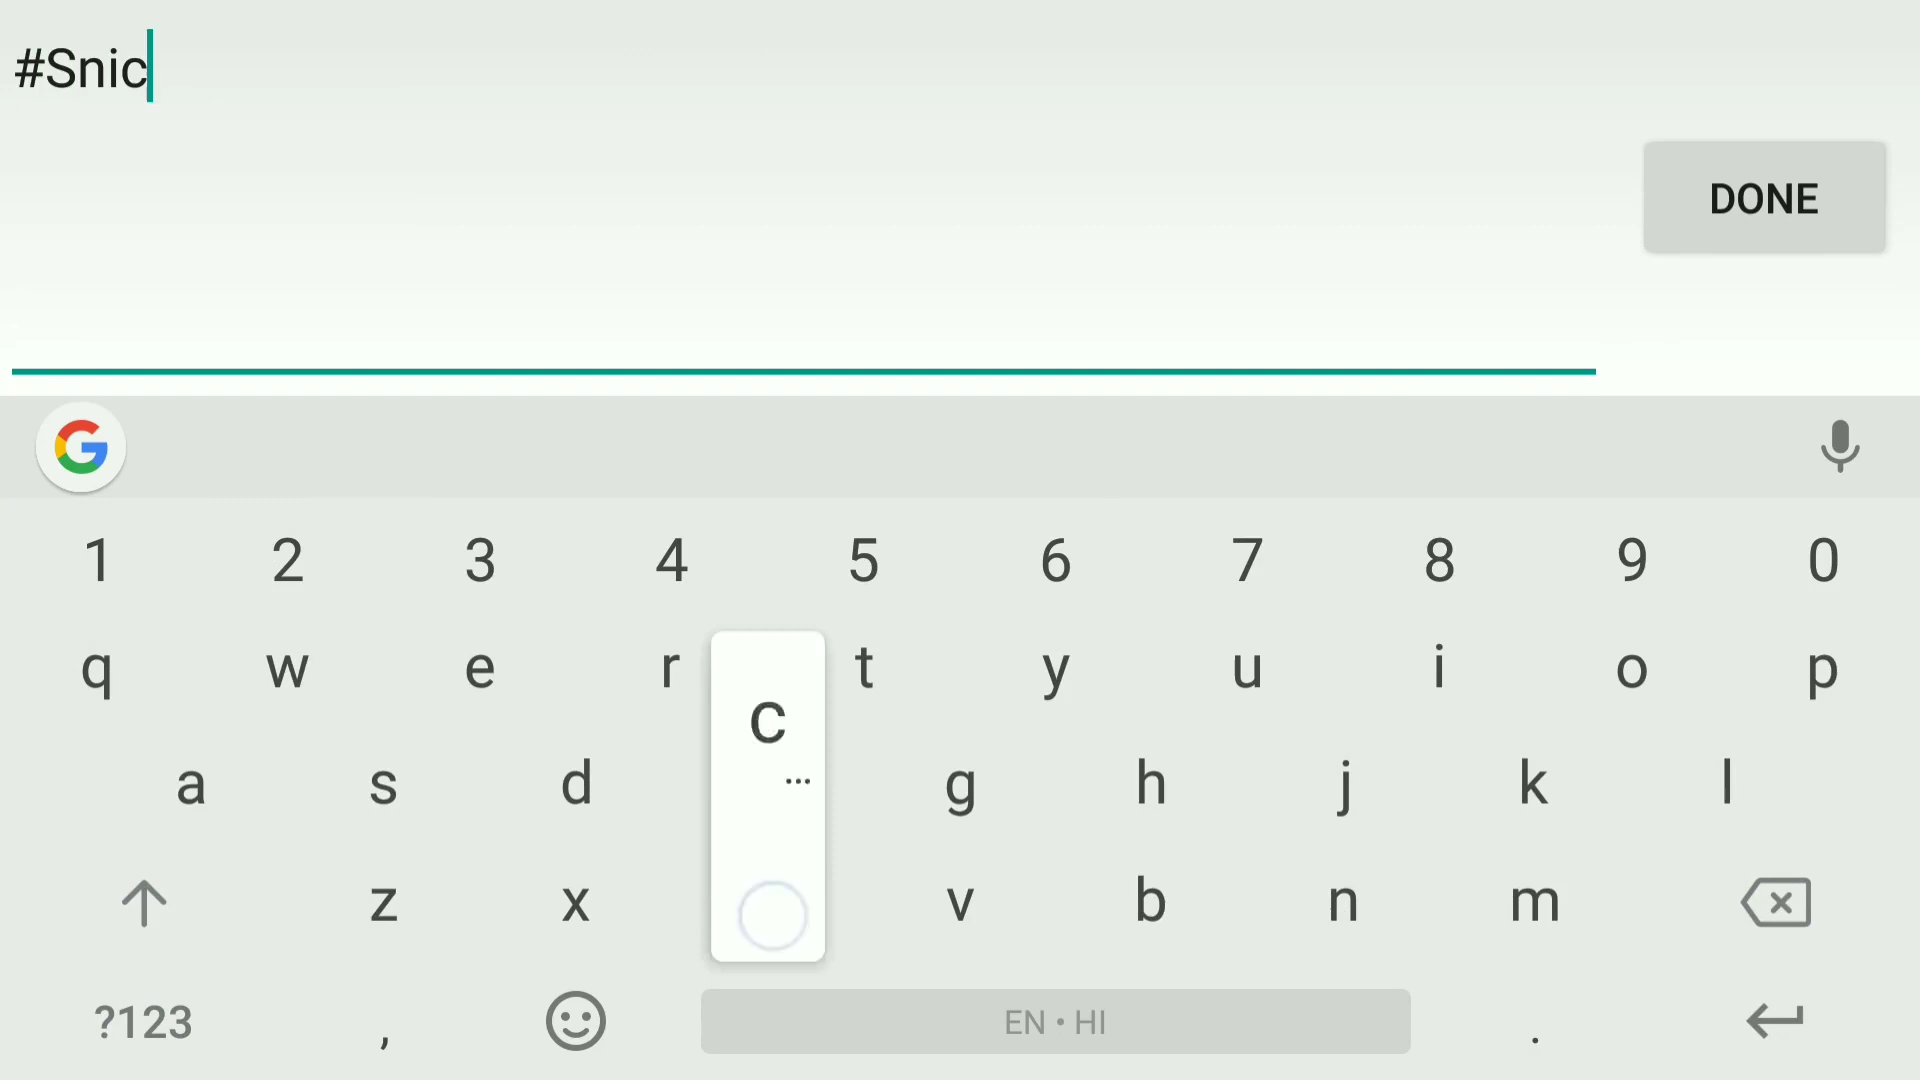 #Snic
DONE
1 2 3 4 5 6 7 8 9 0
q w e r t y u i o p
c
...
a s d g h j k l
z x v b n m
?123 , EN • HI .